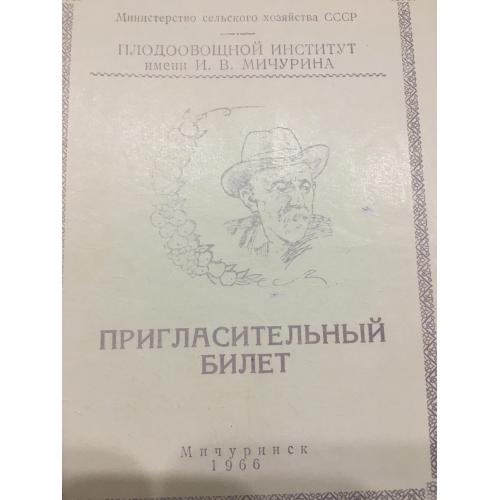 Министерство сельского хозяйства СССР
ПЛОДООВОЩНОЙ ИНСТИТУТ
имени И. В. МИЧУРИНА
ПРИГЛАСИТЕЛЬНЫЙ
БИЛЕТ
Мичуринск
1966